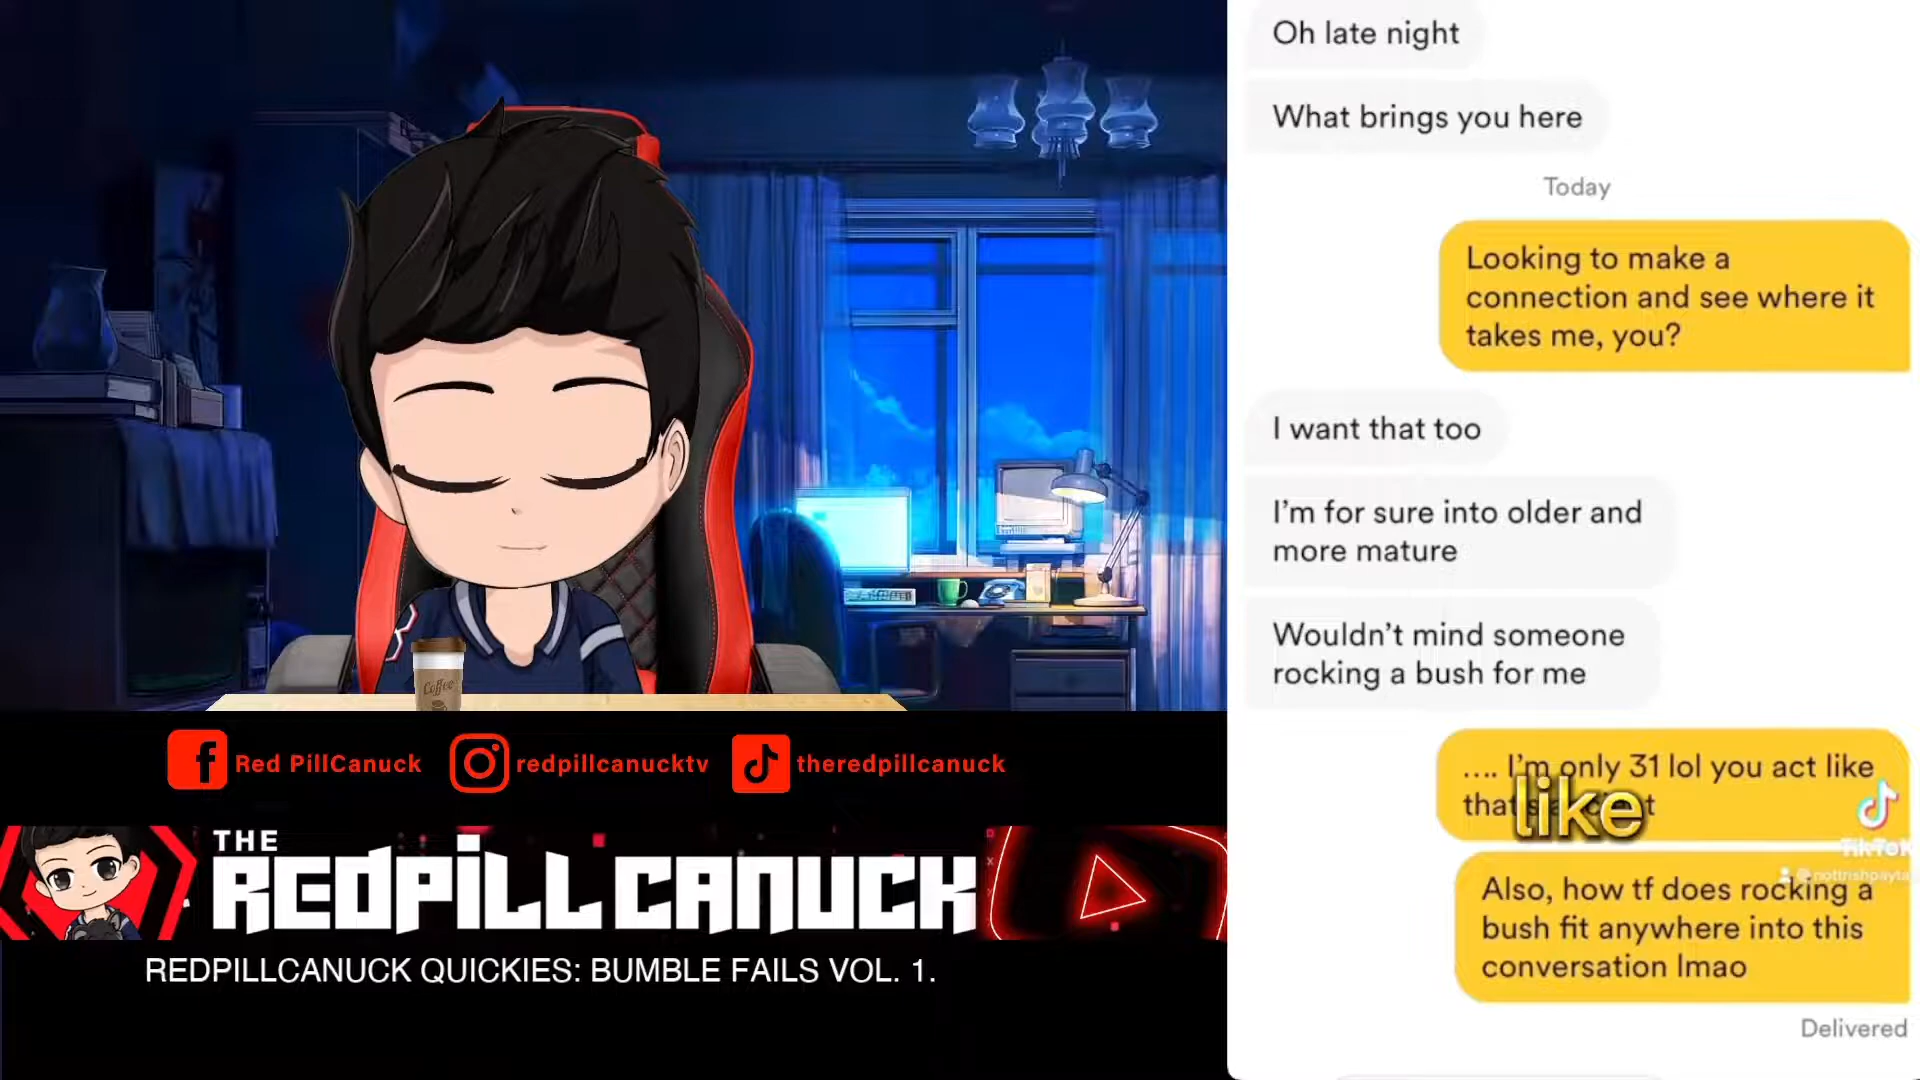 Oh late night
What brings you here
Today
Looking to make a
connection and see where it
takes me, you?
I want that too
I'm for sure into older and
more mature
Wouldn't mind someone
rocking a bush for me
.... I'm only 31 lol you act like
like
TikTok
Also, how tf does rocking a
bush fit anywhere into this
conversation lmao
Delivered
Coffee
Red PillCanuck
redpillcanucktv
theredpillcanuck
THE
REDPILLCANUCK
REDPILLCANUCK QUICKIES: BUMBLE FAILS VOL. 1.